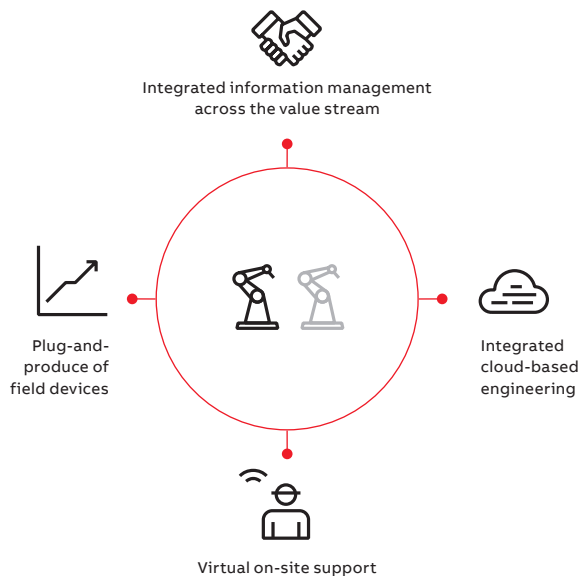 Integrated information management
across the value stream
Plug-and-
produce of
field devices
Integrated
cloud-based
engineering
Virtual on-site support